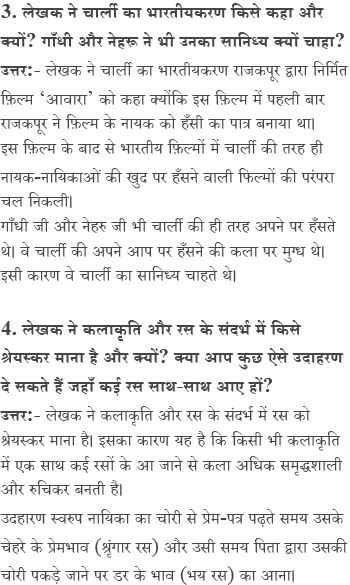 3. लेखक ने चार्ली का भारतीयकरण किसे कहा और
क्यों? गाँधी और नेहरू ने भी उनका सानिध्य क्यों चाहा?
उत्तर:- लेखक ने चार्ली का भारतीयकरण राजकपूर द्वारा निर्मित
फ़िल्म ‘आवारा’ को कहा क्योंकि इस फ़िल्म में पहली बार
राजकपूर ने फ़िल्म के नायक को हँसी का पात्र बनाया था।
इस फ़िल्म के बाद से भारतीय फ़िल्मों में चार्ली की तरह ही
नायक-नायिकाओं की खुद पर हँसने वाली फिल्मों की परंपरा
चल निकली।
गाँधी जी और नेहरु जी भी चार्ली की ही तरह अपने पर हँसते
थे। वे चार्ली की अपने आप पर हँसने की कला पर मुग्ध थे।
इसी कारण वे चार्ली का सानिध्य चाहते थे।
4. लेखक ने कलाकृति और रस के संदर्भ में किसे
श्रेयस्कर माना है और क्यों? क्या आप कुछ ऐसे उदाहरण
दे सकते हैं जहाँ कई रस साथ-साथ आए हों?
उत्तर:- लेखक ने कलाकृति और रस के संदर्भ में रस को
श्रेयस्कर माना है। इसका कारण यह है कि किसी भी कलाकृति
में एक साथ कई रसों के आ जाने से कला अधिक समृद्धशाली
और रुचिकर बनती है।
उदहारण स्वरुप नायिका का चोरी से प्रेम-पत्र पढ़ते समय उसके
चेहरे के प्रेमभाव (श्रृंगार रस) और उसी समय पिता द्वारा उसकी
चोरी पकड़े जाने पर डर के भाव (भय रस) का आना।